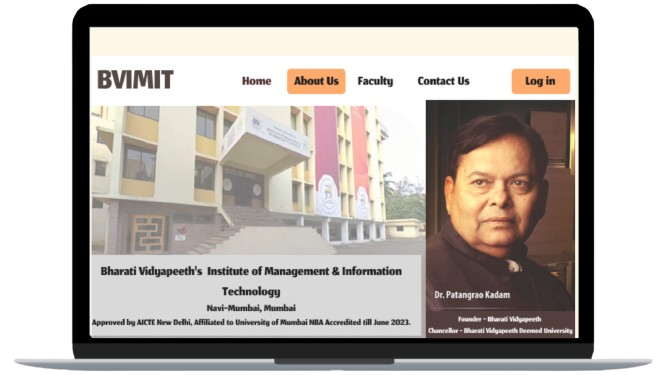 BVIMIT
Home
About Us
Faculty
Contact Us
Log in
Bharati Vidyapeeth's Institute of Management & Information
Technology
Navi-Mumbai, Mumbai
Approved by AICTE New Delhi, Affiliated to University of Mumbai NBA Accredited till June 2023.
Dr. Patangrao Kadam
Founder - Bharati Vidyapeeth
Chancellor - Bharati Vidyapeeth Deemed University